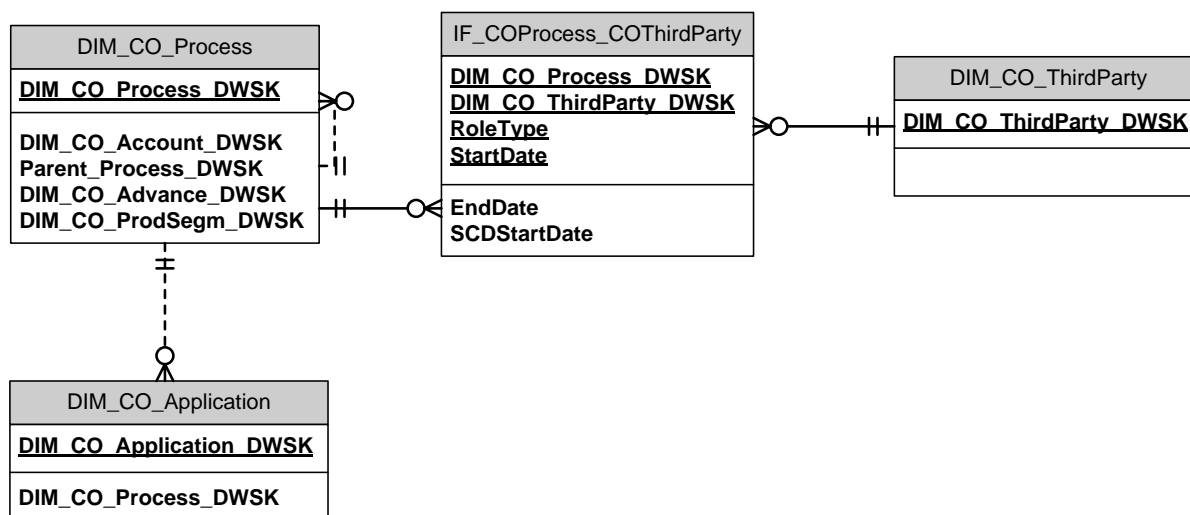 DIM_CO_Process
DIM_CO_Process_DWSK
DIM_CO_Account_DWSK
Parent_Process_DWSK
DIM_CO_Advance_DWSK
DIM_CO_ProdSegm_DWSK
IF_COProcess_COThirdParty
DIM_CO_Process_DWSK
DIM_CO_ThirdParty_DWSK
RoleType
StartDate
EndDate
SCDStartDate
DIM_CO_ThirdParty
DIM_CO_ThirdParty_DWSK
DIM_CO_Application
DIM_CO_Application_DWSK
DIM_CO_Process_DWSK